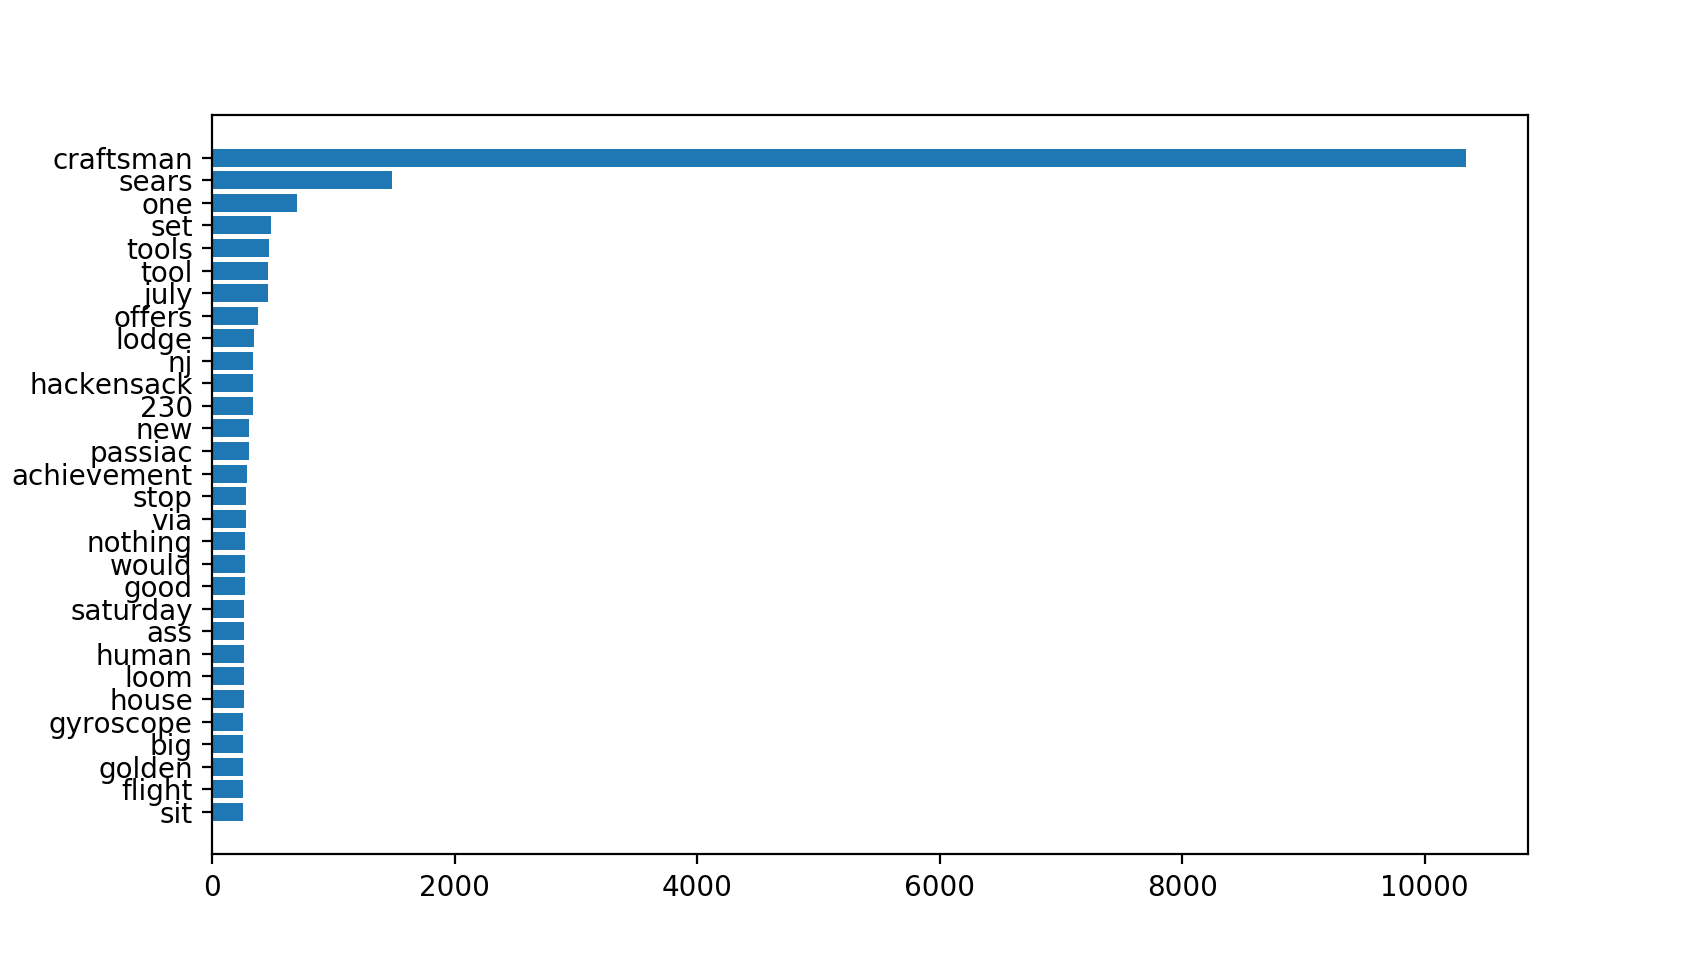 craftsman
sears
one
set
tools
tool
july
offers
lodge
nj
hackensack
230
new
passiac
achievement
stop
via
nothing
would
good
saturday
ass
human
loom
house
gyroscope
big
golden
flight
sit
0 2000 4000 6000 8000 10000